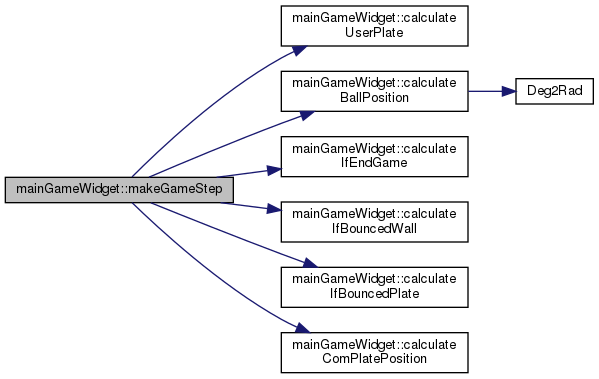 mainGameWidget::calculate
UserPlate
mainGameWidget::calculate
BallPosition
Deg2Rad
mainGameWidget::calculate
IfEndGame
mainGameWidget::makeGameStep
mainGameWidget::calculate
IfBouncedWall
mainGameWidget::calculate
IfBouncedPlate
mainGameWidget::calculate
ComPlatePosition